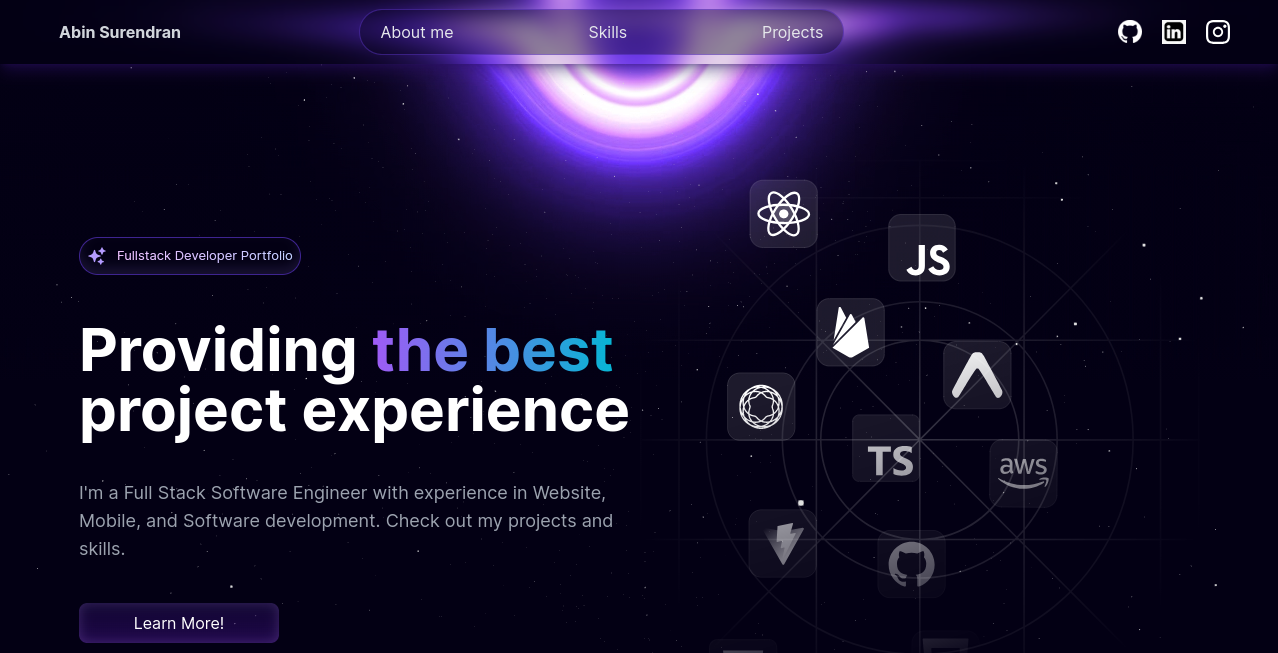 Abin Surendran
About me
Skills
Projects
in
Fullstack Developer Portfolio
Providing the best
project experience
I'm a Full Stack Software Engineer with experience in Website,
Mobile, and Software development. Check out my projects and
skills.
Learn More!
JS
TS
aws